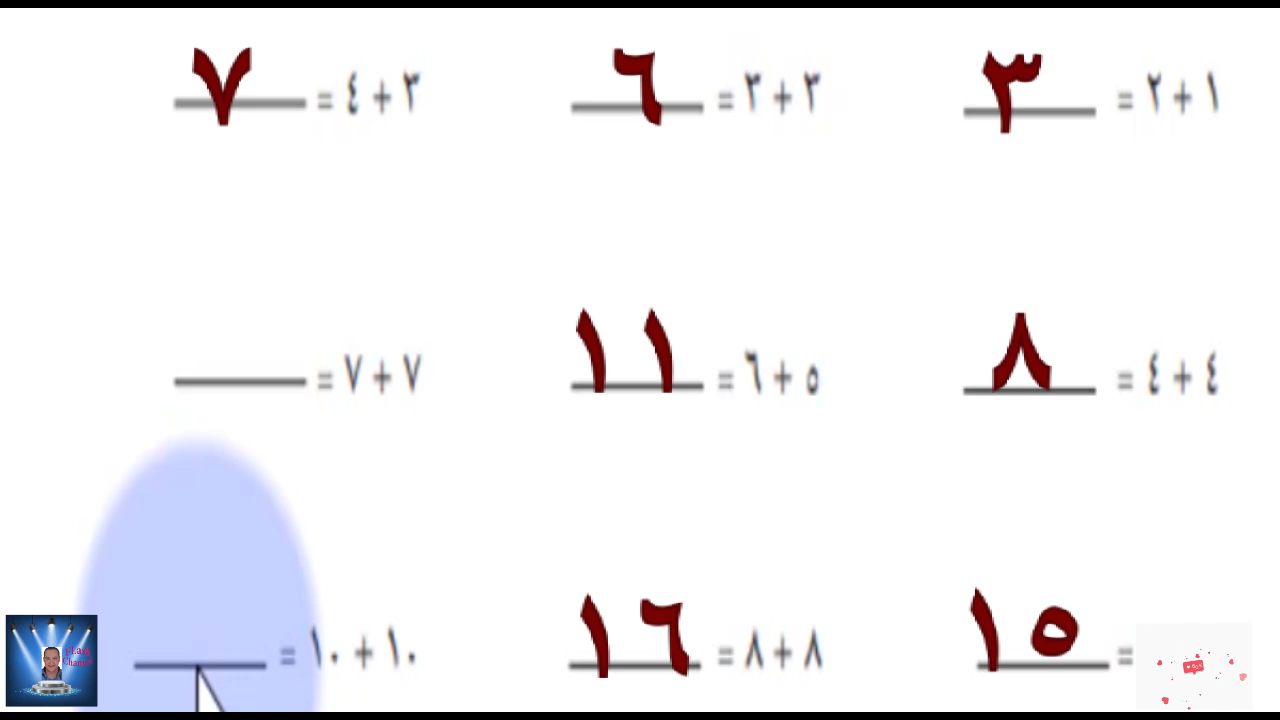 ١ + ٢ = ٣
٣ + ٣ = ٦
٣ + ٤ = ٧
٤ + ٤ = ٨
٥ + ٦ = ١١
٧ + ٧ =
= ١٥
٨ + ٨ = ١٦
١٠ + ١٠ =